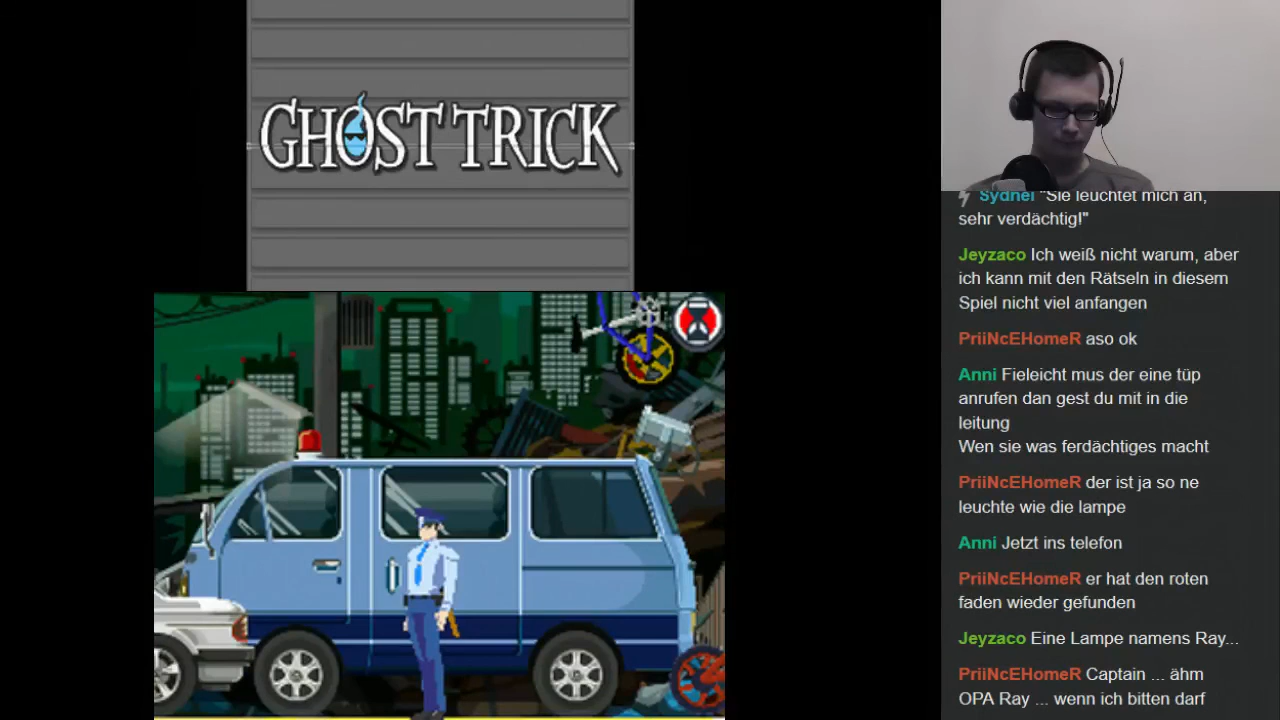 GHOST TRICK
Sydnei "Sie leuchtet mich an,
sehr verdächtig!"
Jeyzaco Ich weiß nicht warum, aber
ich kann mit den Rätseln in diesem
Spiel nicht viel anfangen
PriiNcEHomeR aso ok
Anni Fieleicht mus der eine tüp
anrufen dan gest du mit in die
leitung
Wen sie was ferdächtiges macht
PriiNcEHomeR der ist ja so ne
leuchte wie die lampe
Anni Jetzt ins telefon
PriiNcEHomeR er hat den roten
faden wieder gefunden
Jeyzaco Eine Lampe namens Ray...
PriiNcEHomeR Captain ... ähm
OPA Ray ... wenn ich bitten darf